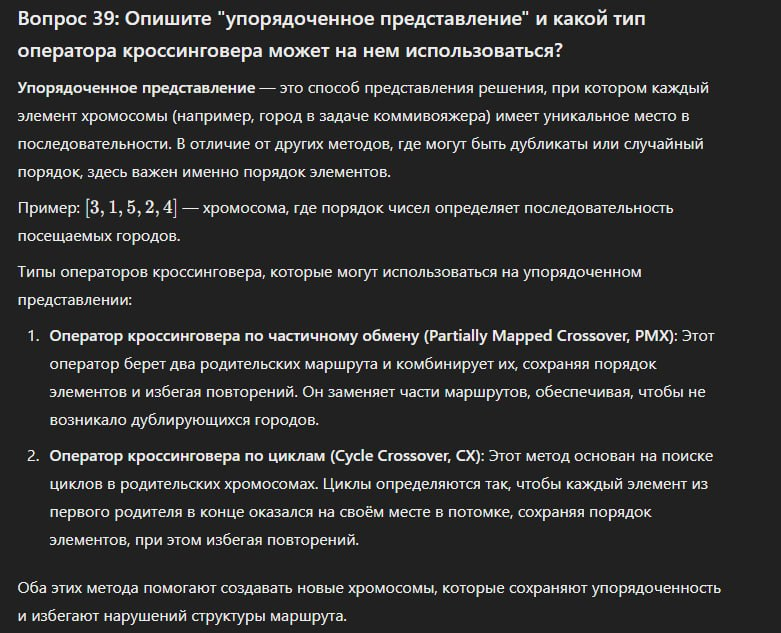 Вопрос 39: Опишите "упорядоченное представление" и какой тип
оператора кроссинговера может на нем использоваться?
Упорядоченное представление — это способ представления решения, при котором каждый
элемент хромосомы (например, город в задаче коммивояжера) имеет уникальное место в
последовательности. В отличие от других методов, где могут быть дубликаты или случайный
порядок, здесь важен именно порядок элементов.
Пример: [3, 1, 5, 2, 4] — хромосома, где порядок чисел определяет последовательность
посещаемых городов.
Типы операторов кроссинговера, которые могут использоваться на упорядоченном
представлении:
1. Оператор кроссинговера по частичному обмену (Partially Mapped Crossover, PMX): Этот
оператор берет два родительских маршрута и комбинирует их, сохраняя порядок
элементов и избегая повторений. Он заменяет части маршрутов, обеспечивая, чтобы не
возникало дублирующихся городов.
2. Оператор кроссинговера по циклам (Cycle Crossover, CX): Этот метод основан на поиске
циклов в родительских хромосомах. Циклы определяются так, чтобы каждый элемент из
первого родителя в конце оказался на своём месте в потомке, сохраняя порядок
элементов, при этом избегая повторений.
Оба этих метода помогают создавать новые хромосомы, которые сохраняют упорядоченность
и избегают нарушений структуры маршрута.